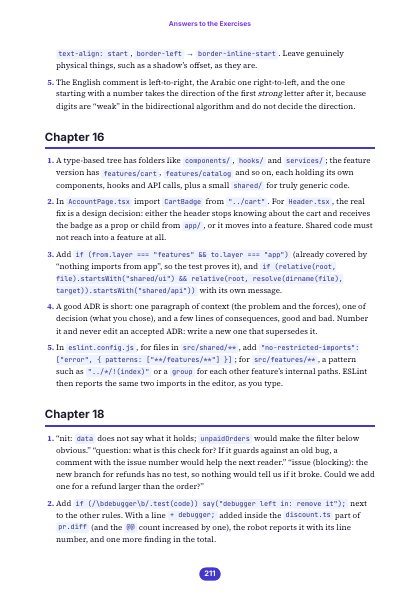 Answers to the Exercises
text-align: start, border-left → border-inline-start. Leave genuinely
physical things, such as a shadow’s offset, as they are.
5. The English comment is left-to-right, the Arabic one right-to-left, and the one
starting with a number takes the direction of the first strong letter after it, because
digits are “weak” in the bidirectional algorithm and do not decide the direction.
Chapter 16
1. A type-based tree has folders like components/, hooks/ and services/; the feature
version has features/cart, features/catalog and so on, each holding its own
components, hooks and API calls, plus a small shared/ for truly generic code.
2. In AccountPage.tsx import CartBadge from "../cart". For Header.tsx, the real
fix is a design decision: either the header stops knowing about the cart and receives
the badge as a prop or child from app/, or it moves into a feature. Shared code must
not reach into a feature at all.
3. Add if (from.layer === "features" && to.layer === "app") (already covered by
“nothing imports from app”, so the test proves it), and if (relative(root,
file).startsWith("shared/ui") && relative(root, resolve(dirname(file),
target)).startsWith("shared/api")) with its own message.
4. A good ADR is short: one paragraph of context (the problem and the forces), one of
decision (what you chose), and a few lines of consequences, good and bad. Number
it and never edit an accepted ADR: write a new one that supersedes it.
5. In eslint.config.js, for files in src/shared/**, add "no-restricted-imports":
["error", { patterns: ["**/features/**"] }]; for src/features/**, a pattern
such as "../*/!(index)" or a group for each other feature’s internal paths. ESLint
then reports the same two imports in the editor, as you type.
Chapter 18
1. “nit: data does not say what it holds; unpaidOrders would make the filter below
obvious.” “question: what is this check for? If it guards against an old bug, a
comment with the issue number would help the next reader.” “issue (blocking): the
new branch for refunds has no test, so nothing would tell us if it broke. Could we add
one for a refund larger than the order?”
2. Add if (/\bdebugger\b/.test(code)) say("debugger left in: remove it"); next
to the other rules. With a line + debugger; added inside the discount.ts part of
pr.diff (and the @@ count increased by one), the robot reports it with its line
number, and one more finding in the total.
211